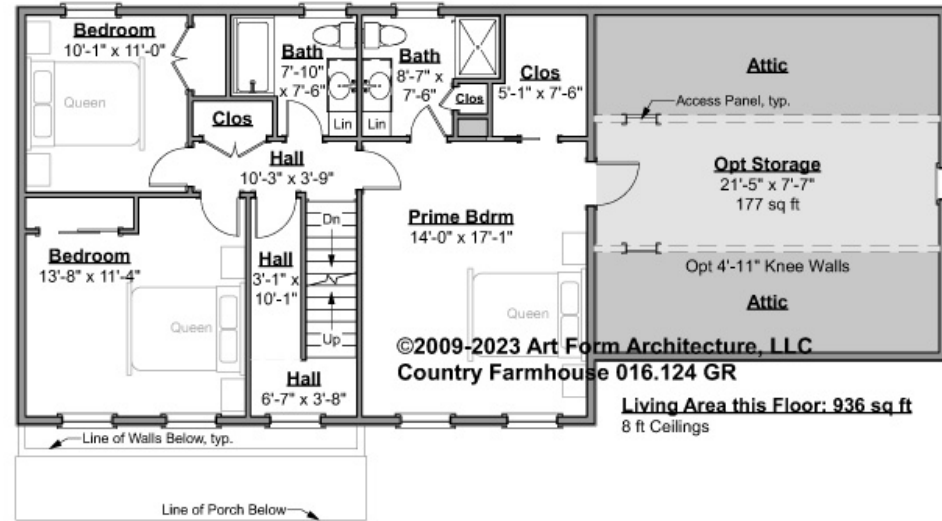 Bedroom
10'-1" x 11'-0"
Queen
Clos
Bath
7'-10"
x 7'-6"
Lin
Bath
8'-7" x
7'-6"
Lin
Clos
Clos
5'-1" x 7'-6"
Attic
Access Panel, typ.
Opt Storage
21'-5" x 7'-7"
177 sq ft
Opt 4'-11" Knee Walls
Attic
Hall
10'-3" x 3'-9"
Bedroom
13'-8" x 11'-4"
Queen
Hall
3'-1" x
10'-1"
Dn
Up
Hall
6'-7" x 3'-8"
Prime Bdrm
14'-0" x 17'-1"
Queen
©2009-2023 Art Form Architecture, LLC
Country Farmhouse 016.124 GR
Living Area this Floor: 936 sq ft
8 ft Ceilings
Line of Walls Below, typ.
Line of Porch Below